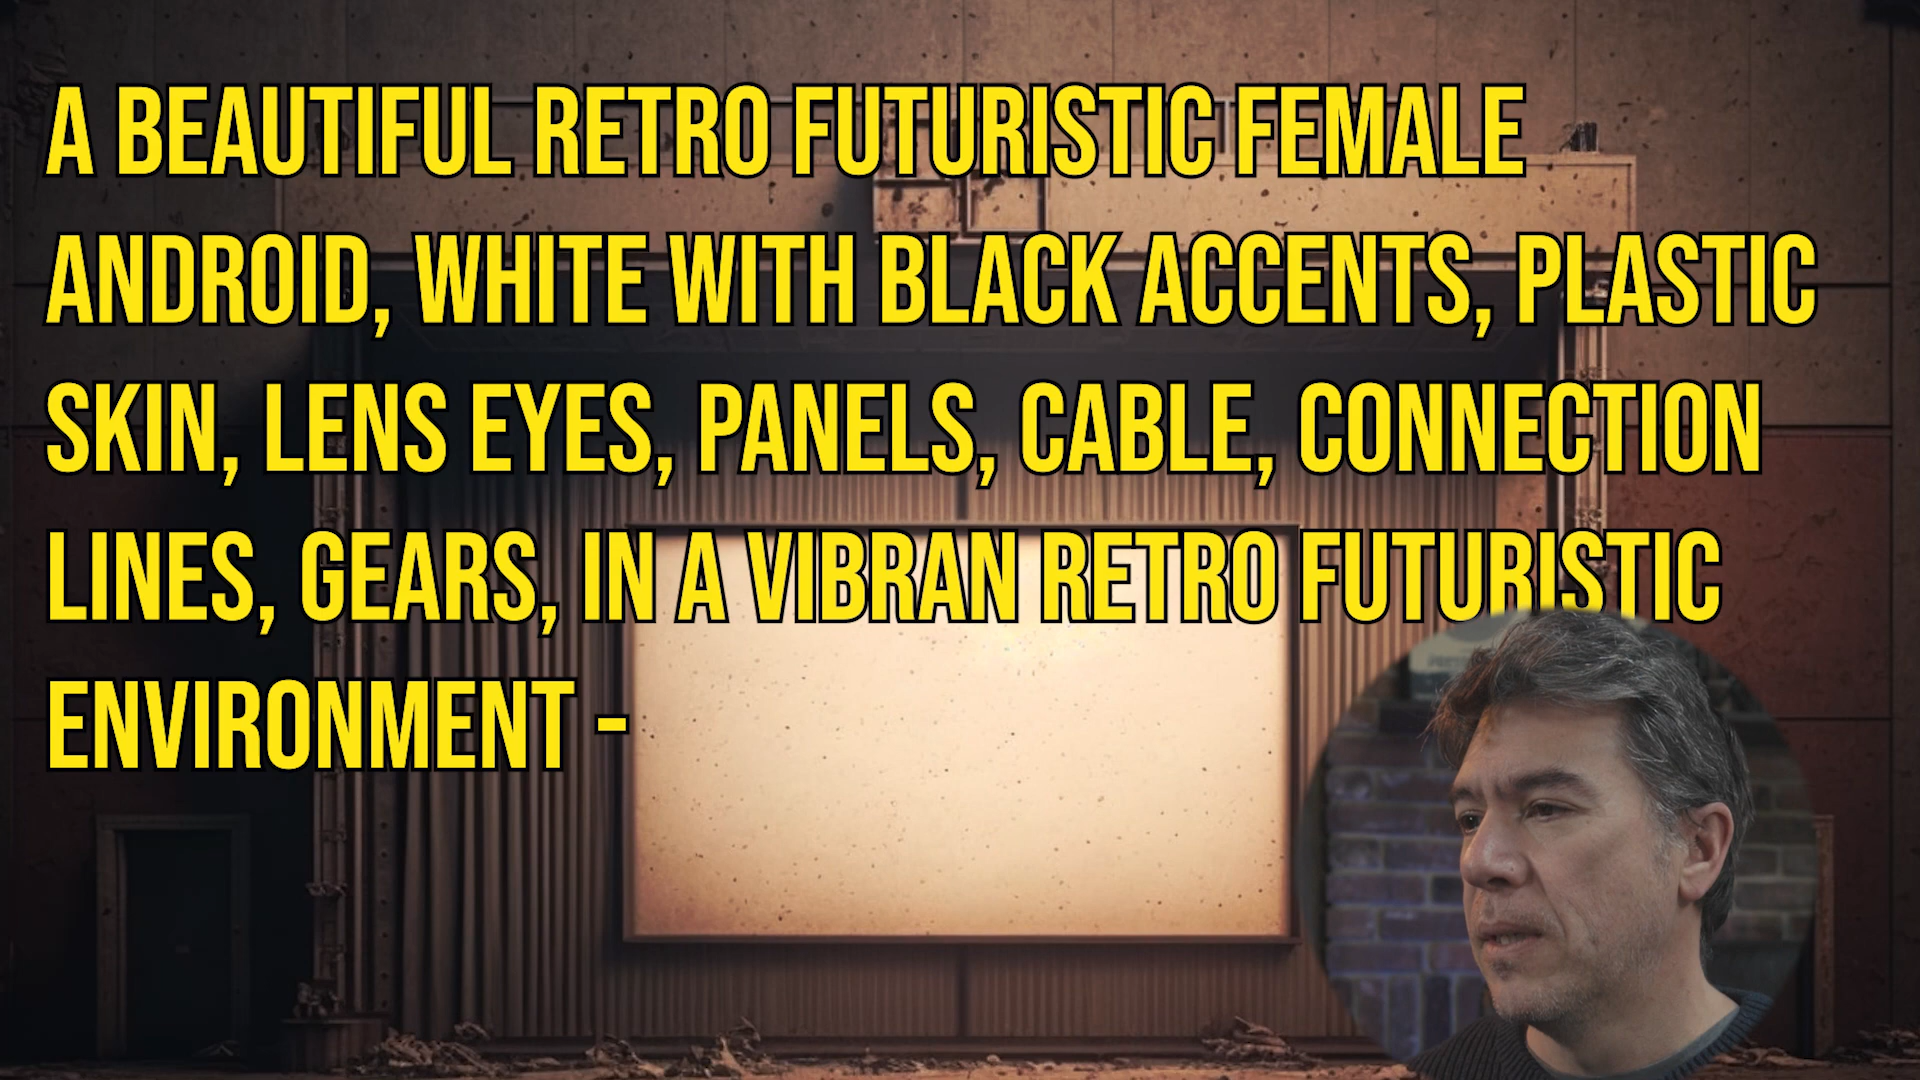 A BEAUTIFUL RETRO FUTURISTIC FEMALE
ANDROID, WHITE WITH BLACK ACCENTS, PLASTIC
SKIN, LENS EYES, PANELS, CABLE, CONNECTION
LINES, GEARS, IN A VIBRAN RETRO FUTURISTIC
ENVIRONMENT -